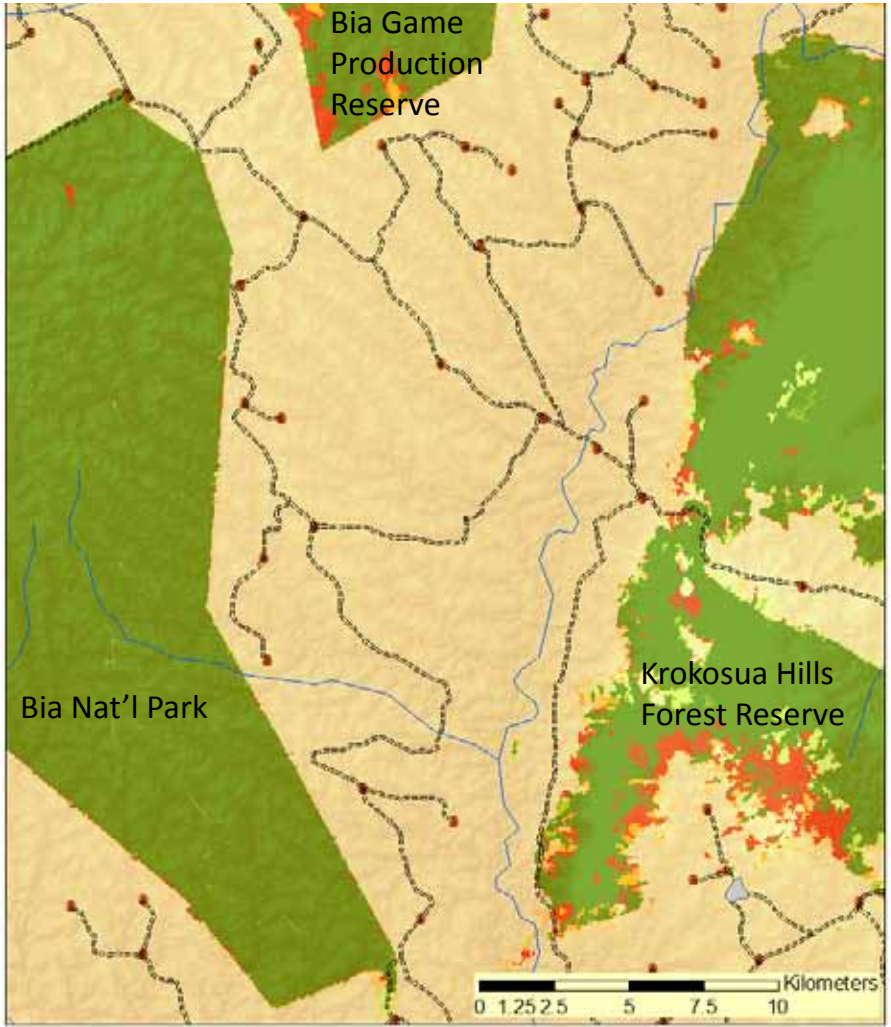 Bia Game
Production
Reserve
Krokosua Hills
Forest Reserve
Bia Nat'l Park
Kilometers
0 1.25 2.5 5 7.5 10